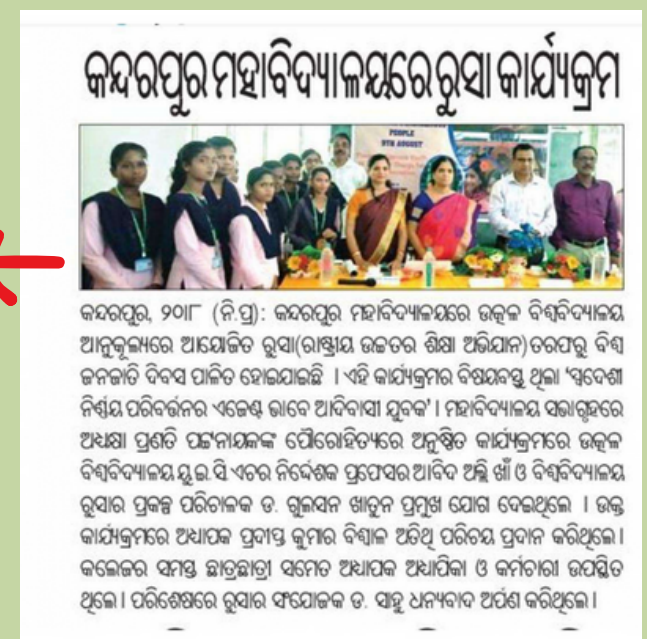 କନ୍ଦରପୁର ମହାବିଦ୍ୟାଳୟରେ ରୁସା କାର୍ଯ୍ୟକ୍ରମ
PEOPLE
9TH AUGUST
କନ୍ଦରପୁର, ୨୦ା୮ (ନି.ପ୍ର): କନ୍ଦରପୁର ମହାବିଦ୍ୟାଳୟରେ ଉତ୍କଳ ବିଶ୍ୱବିଦ୍ୟାଳୟ
ଆନୁକୂଲ୍ୟରେ ଆୟୋଜିତ ରୁସା(ରାଷ୍ଟ୍ରୀୟ ଉଚ୍ଚତର ଶିକ୍ଷା ଅଭିଯାନ) ତରଫରୁ ବିଶ୍ୱ
ଜନଜାତି ଦିବସ ପାଳିତ ହୋଇଯାଇଛି । ଏହି କାର୍ଯ୍ୟକ୍ରମର ବିଷୟବସ୍ତୁ ଥିଲା ‘ସ୍ୱଦେଶୀ
ନିର୍ଣ୍ଣୟ ପରିବର୍ତ୍ତନର ଏଜେଣ୍ଟ ଭାବେ ଆଦିବାସୀ ଯୁବକ’ । ମହାବିଦ୍ୟାଳୟ ସଭାଗୃହରେ
ଅଧ୍ୟକ୍ଷା ପ୍ରଣତି ପଟ୍ଟନାୟକଙ୍କ ପୌରୋହିତ୍ୟରେ ଅନୁଷ୍ଠିତ କାର୍ଯ୍ୟକ୍ରମରେ ଉତ୍କଳ
ବିଶ୍ୱବିଦ୍ୟାଳୟ ୟୁ.ଇ.ସି.ଏଚର ନିର୍ଦ୍ଦେଶକ ପ୍ରଫେସର ଆବିଦ ଅଲ୍ଲି ଖାଁ ଓ ବିଶ୍ୱବିଦ୍ୟାଳୟ
ରୁସାର ପ୍ରକଳ୍ପ ପରିଚାଳକ ଡ. ଗୁଲସନ ଖାତୁନ ପ୍ରମୁଖ ଯୋଗ ଦେଇଥିଲେ । ଉକ୍ତ
କାର୍ଯ୍ୟକ୍ରମରେ ଅଧ୍ୟାପକ ପ୍ରଦୀପ୍ତ କୁମାର ବିଶ୍ୱାଳ ଅତିଥି ପରିଚୟ ପ୍ରଦାନ କରିଥିଲେ ।
କଲେଜର ସମସ୍ତ ଛାତ୍ରଛାତ୍ରୀ ସମେତ ଅଧ୍ୟାପକ ଅଧ୍ୟାପିକା ଓ କର୍ମଚାରୀ ଉପସ୍ଥିତ
ଥିଲେ । ପରିଶେଷରେ ରୁସାର ସଂଯୋଜକ ଡ. ସାହୁ ଧନ୍ୟବାଦ ଅର୍ପଣ କରିଥିଲେ ।